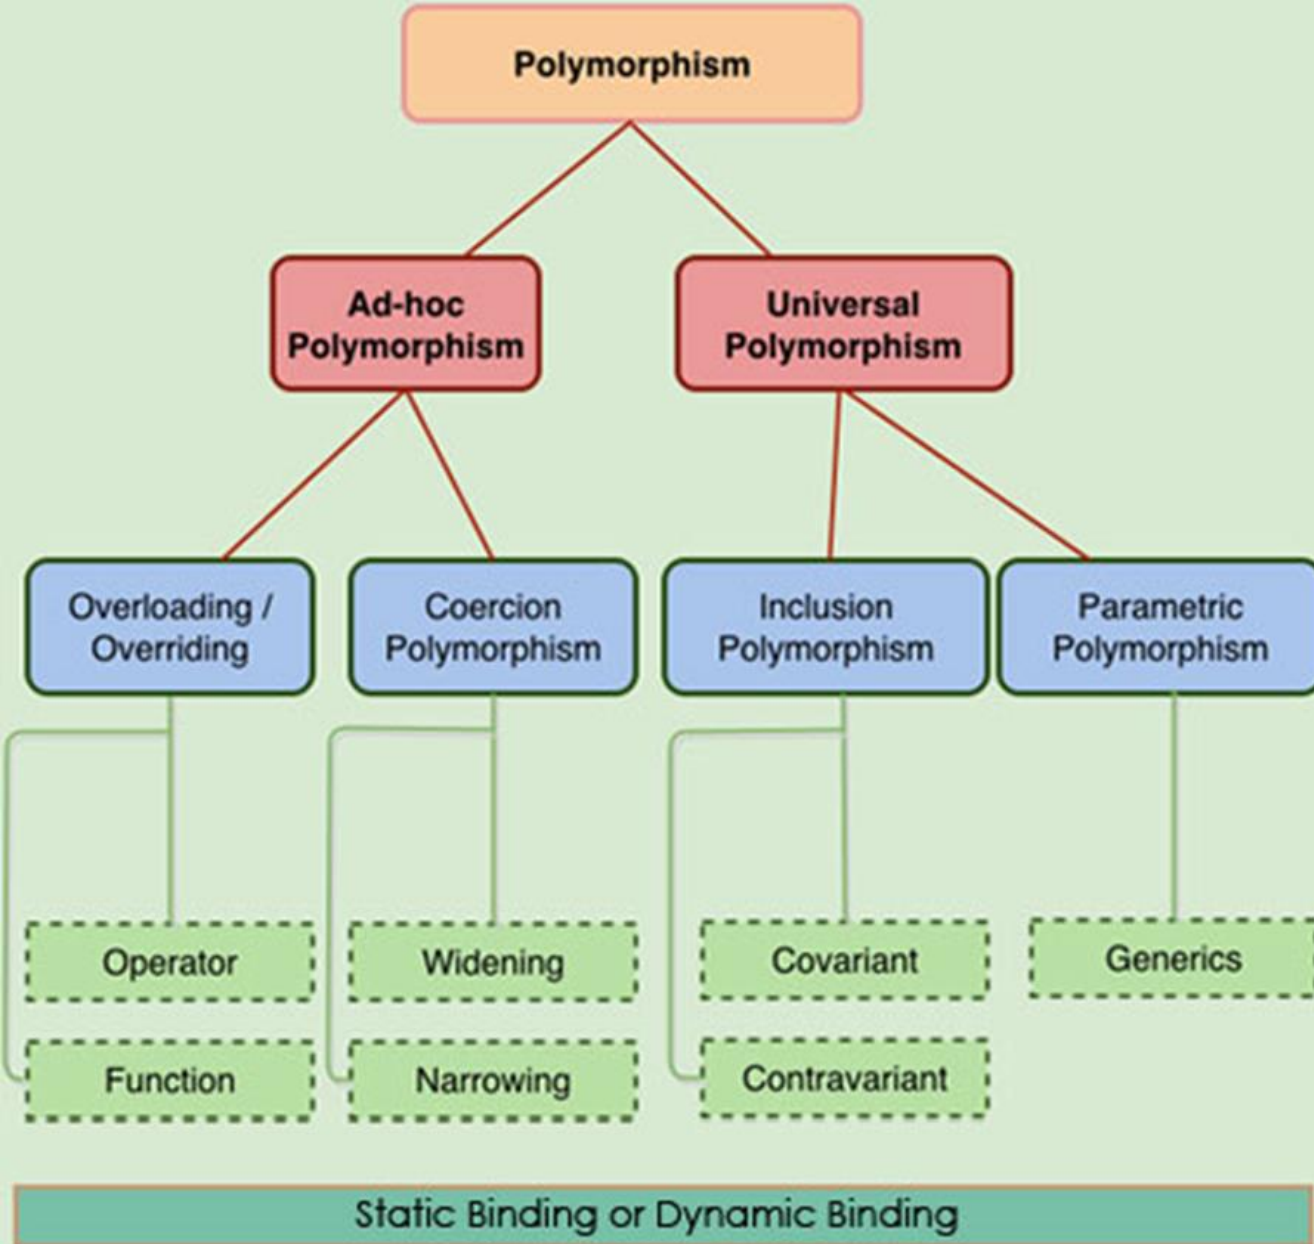 Polymorphism
Ad-hoc
Polymorphism
Universal
Polymorphism
Overloading /
Overriding
Coercion
Polymorphism
Inclusion
Polymorphism
Parametric
Polymorphism
Operator
Widening
Covariant
Generics
Function
Narrowing
Contravariant
Static Binding or Dynamic Binding